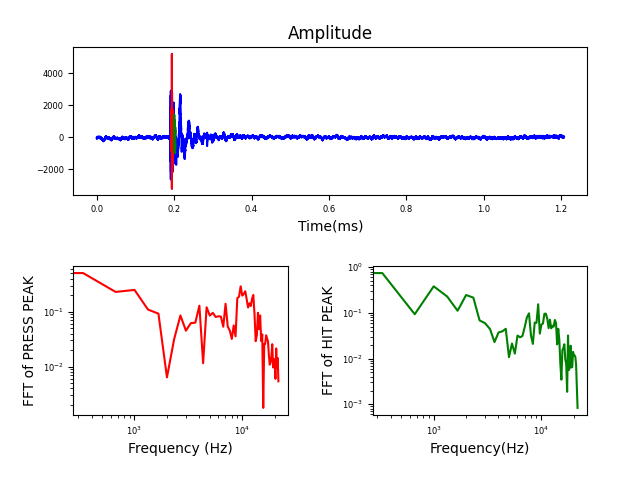 Amplitude
4000
2000
0
−2000
0.0 0.2 0.4 0.6 0.8 1.0 1.2
Time(ms)
FFT of PRESS PEAK
10⁻¹
10⁻²
10³ 10⁴
Frequency (Hz)
FFT of HIT PEAK
10⁰
10⁻¹
10⁻²
10⁻³
10³ 10⁴
Frequency(Hz)